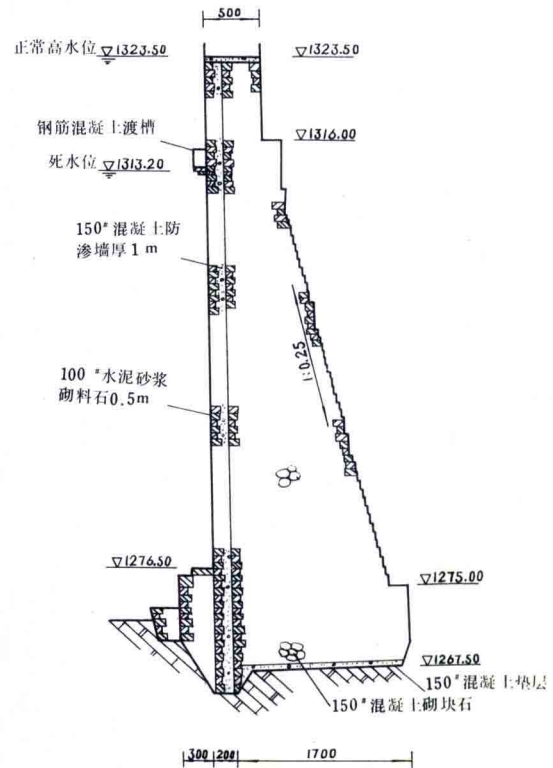 500
正常高水位 ▽1323.50
▽1323.50
钢筋混凝土渡槽
▽1316.00
死水位 ▽1313.20
150#混凝土防
渗墙厚1m
1:0.25
100#水泥砂浆
砌料石0.5m
▽1276.50
▽1275.00
▽1267.50
150#混凝土垫层
150#混凝土砌块石
300 200 1700